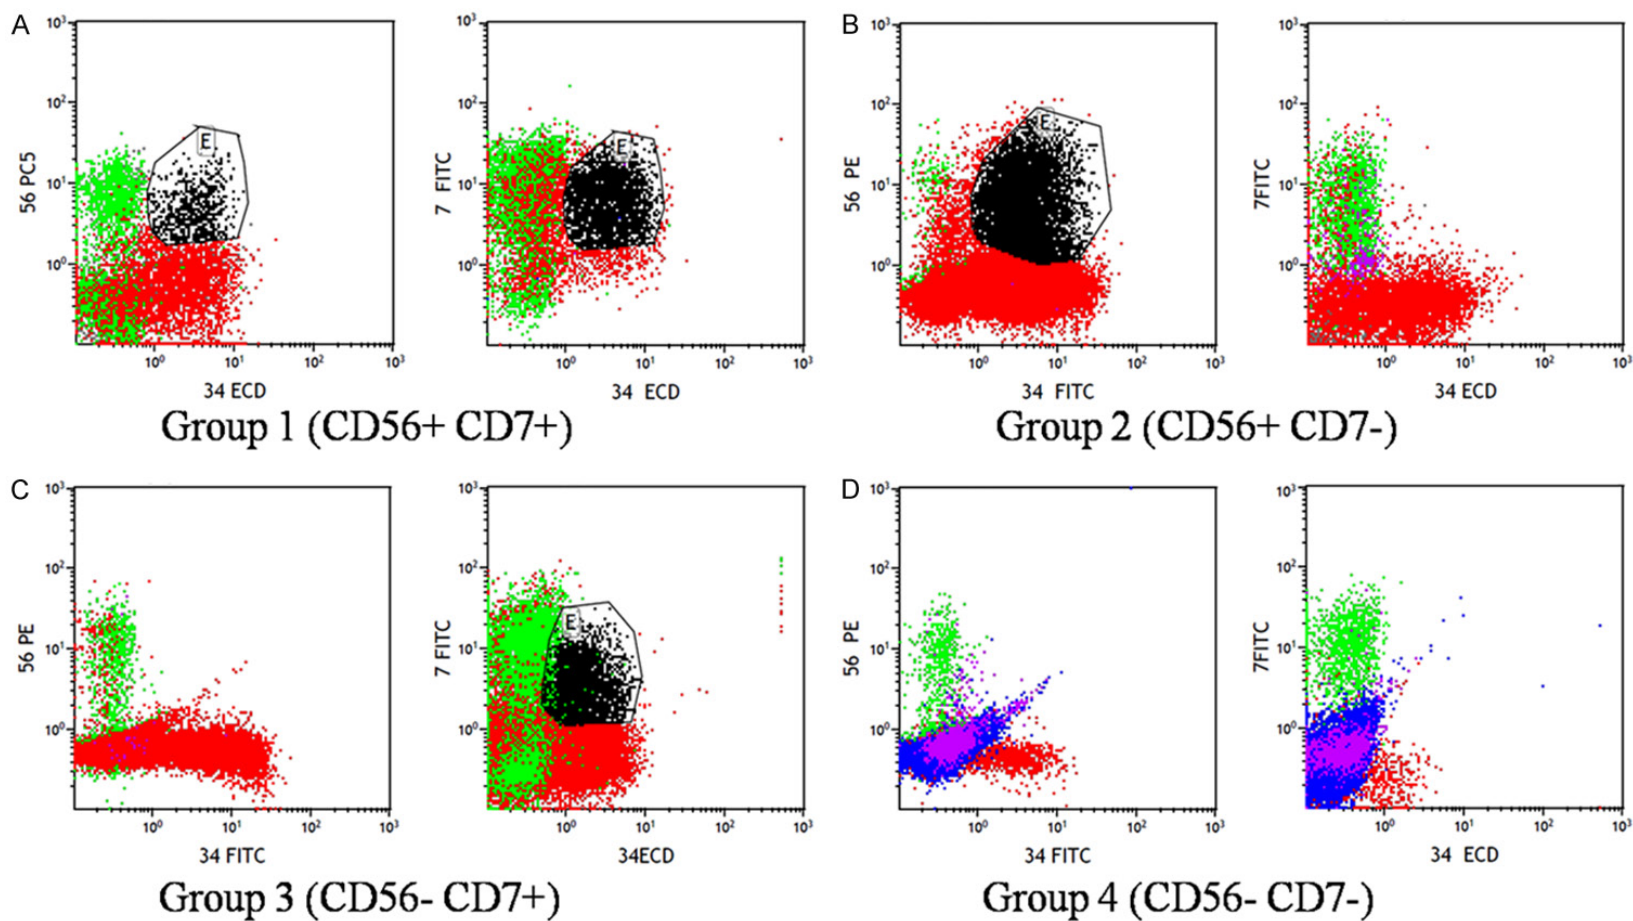 A
10³
10²
10¹
10⁰
56 PC5
E
10⁰
10¹
10²
10³
34 ECD
10³
10²
10¹
10⁰
7 FITC
E
10⁰
10¹
10²
10³
34 ECD
Group 1 (CD56+ CD7+)
B
10³
10²
10¹
10⁰
56 PE
E
10⁰
10¹
10²
10³
34 FITC
10³
10²
10¹
10⁰
7FITC
10⁰
10¹
10²
10³
34 ECD
Group 2 (CD56+ CD7-)
C
10³
10²
10¹
10⁰
56 PE
10⁰
10¹
10²
10³
34 FITC
10³
10²
10¹
10⁰
7 FITC
E
10⁰
10¹
10²
10³
34ECD
Group 3 (CD56- CD7+)
D
10³
10²
10¹
10⁰
56 PE
10⁰
10¹
10²
10³
34 FITC
10³
10²
10¹
10⁰
7FITC
10⁰
10¹
10²
10³
34 ECD
Group 4 (CD56- CD7-)